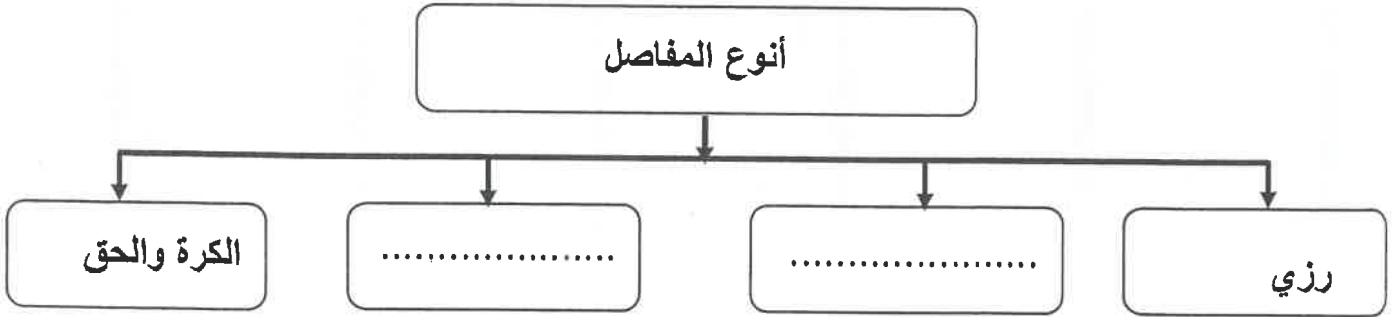 أنوع المفاصل
رزي
......................
.....................
الكرة والحق